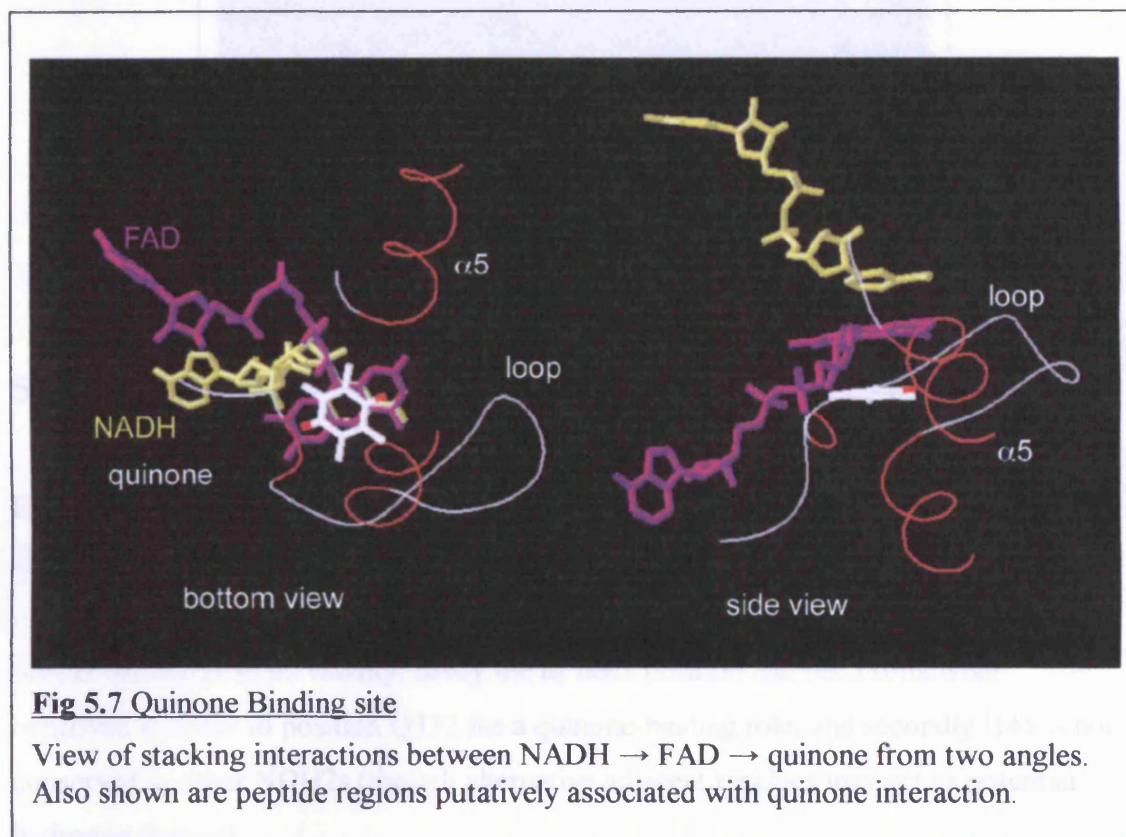 FAD
α5
loop
NADH
quinone
bottom view
loop
α5
side view
Fig 5.7 Quinone Binding site
View of stacking interactions between NADH → FAD → quinone from two angles.
Also shown are peptide regions putatively associated with quinone interaction.